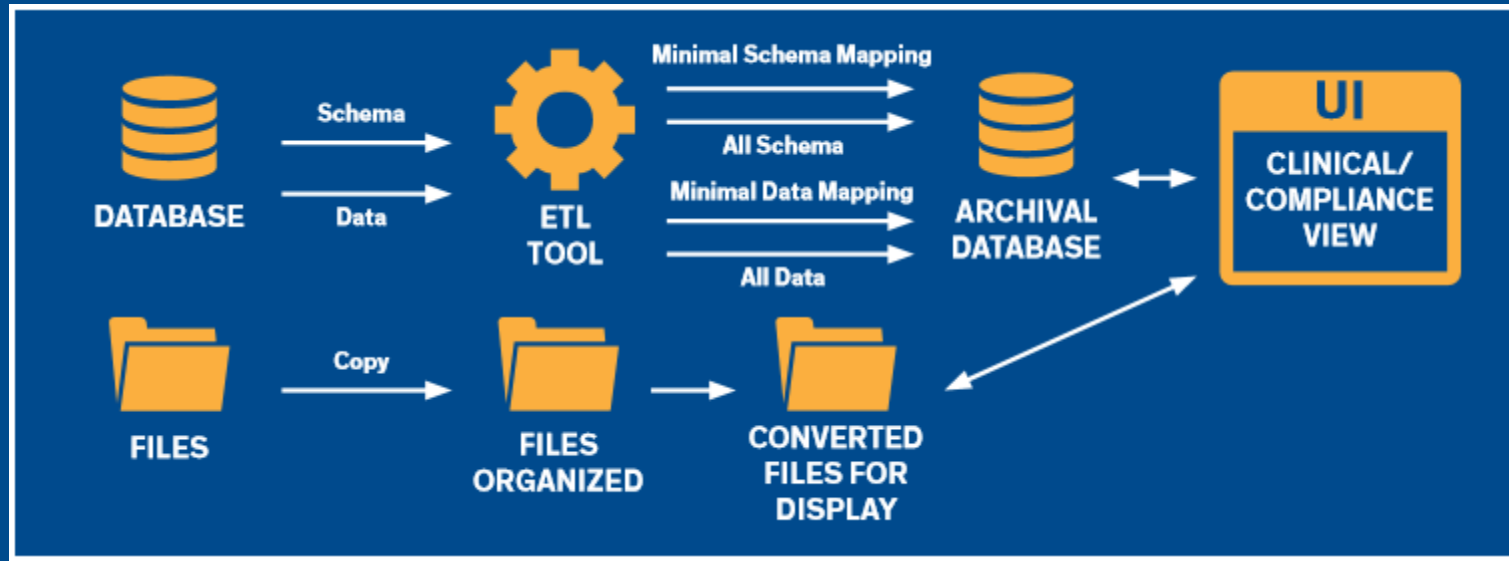 Minimal Schema Mapping
Schema
All Schema
Minimal Data Mapping
Data
All Data
DATABASE
ETL
TOOL
ARCHIVAL
DATABASE
UI
CLINICAL/
COMPLIANCE
VIEW
Copy
FILES
FILES
ORGANIZED
CONVERTED
FILES FOR
DISPLAY